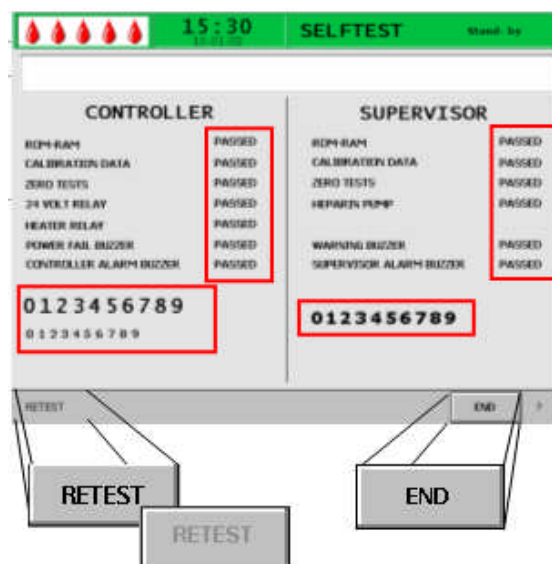 15:30 SELFTEST Stand-by
CONTROLLER
ROM-RAM PASSED
CALIBRATION DATA PASSED
ZERO TESTS PASSED
24 VOLT RELAY PASSED
HEATER RELAY PASSED
POWER FAIL BUZZER PASSED
CONTROLLER ALARM BUZZER PASSED
0123456789
0123456789
SUPERVISOR
ROM-RAM PASSED
CALIBRATION DATA PASSED
ZERO TESTS PASSED
HEPARIN PUMP PASSED
WARNING BUZZER PASSED
SUPERVISOR ALARM BUZZER PASSED
0123456789
RETEST END
RETEST
END
RETEST